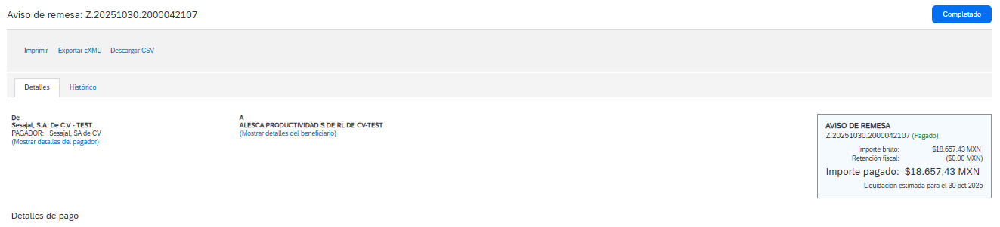 Aviso de remesa: Z.20251030.2000042107
Completado
Imprimir Exportar cXML Descargar CSV
Detalles Histórico
De
Sesajal, S.A. De C.V - TEST
PAGADOR: Sesajal, SA de CV
(Mostrar detalles del pagador)
A
ALESCA PRODUCTIVIDAD S DE RL DE CV-TEST
(Mostrar detalles del beneficiario)
AVISO DE REMESA
Z.20251030.2000042107 (Pagado)
Importe bruto: $18.657,43 MXN
Retención fiscal: ($0,00 MXN)
Importe pagado: $18.657,43 MXN
Liquidación estimada para el 30 oct 2025
Detalles de pago